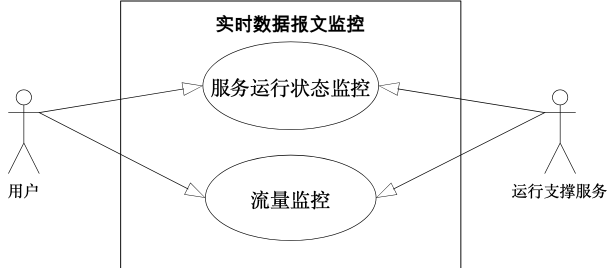 实时数据报文监控
服务运行状态监控
流量监控
用户
运行支撑服务